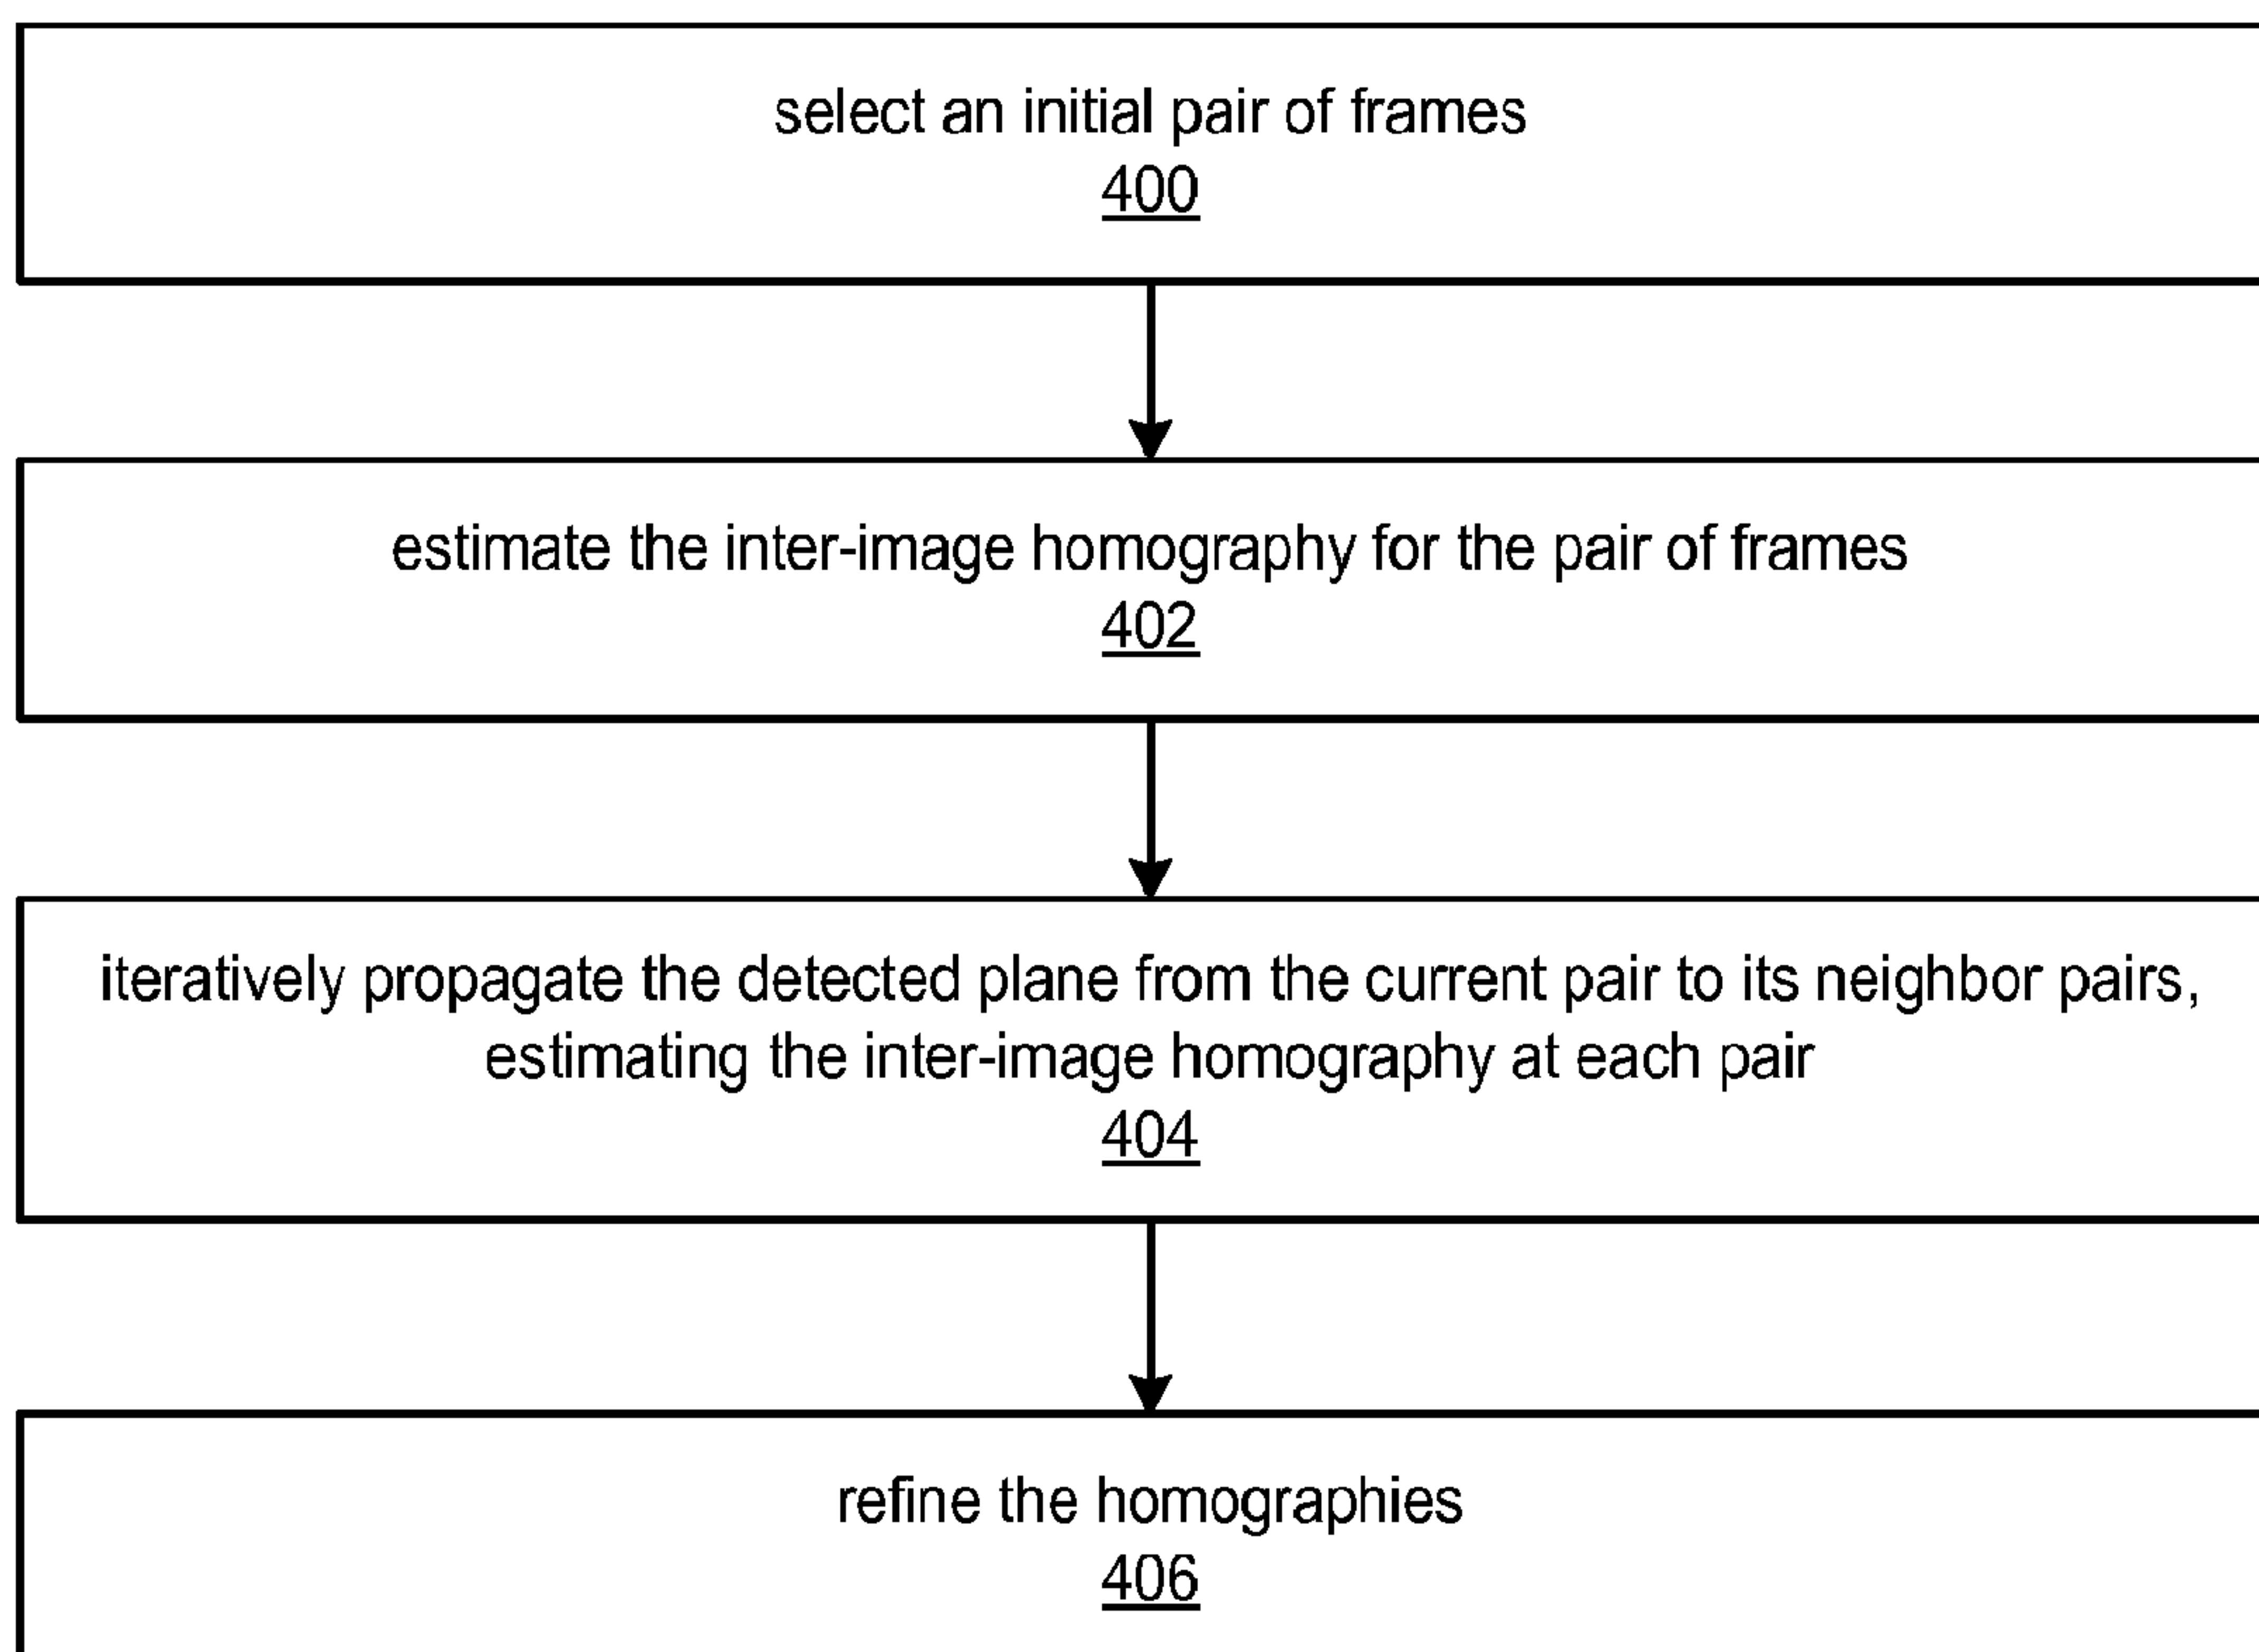 select an initial pair of frames
400
estimate the inter-image homography for the pair of frames
402
iteratively propagate the detected plane from the current pair to its neighbor pairs,
estimating the inter-image homography at each pair
404
refine the homographies
406